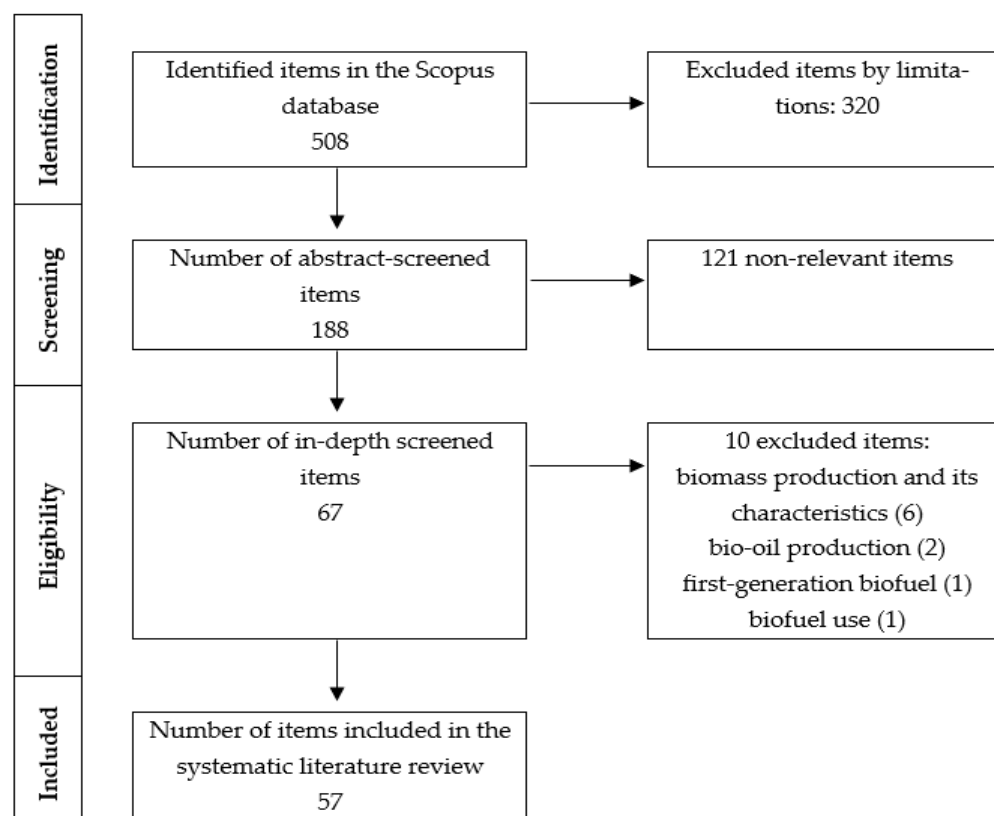 Identification
Identified items in the Scopus
database
508
Excluded items by limita-
tions: 320
Screening
Number of abstract-screened
items
188
121 non-relevant items
Eligibility
Number of in-depth screened
items
67
10 excluded items:
biomass production and its
characteristics (6)
bio-oil production (2)
first-generation biofuel (1)
biofuel use (1)
Included
Number of items included in the
systematic literature review
57